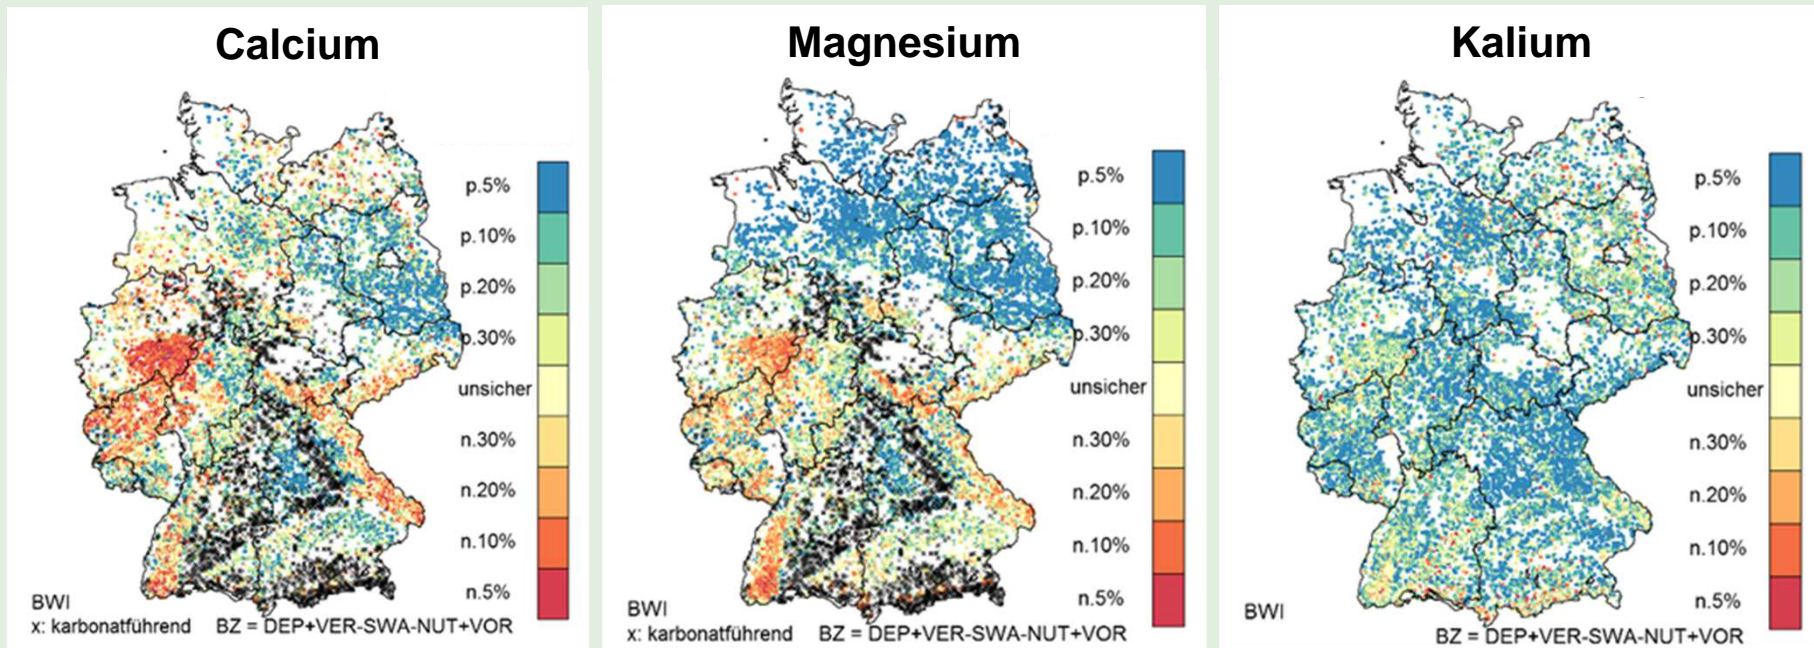 Calcium
p.5%
p.10%
p.20%
p.30%
unsicher
n.30%
n.20%
n.10%
n.5%
BWI
x: karbonatführend BZ = DEP+VER-SWA-NUT+VOR
Magnesium
p.5%
p.10%
p.20%
p.30%
unsicher
n.30%
n.20%
n.10%
n.5%
BWI
x: karbonatführend BZ = DEP+VER-SWA-NUT+VOR
Kalium
p.5%
p.10%
p.20%
p.30%
unsicher
n.30%
n.20%
n.10%
n.5%
BWI
BZ = DEP+VER-SWA-NUT+VOR